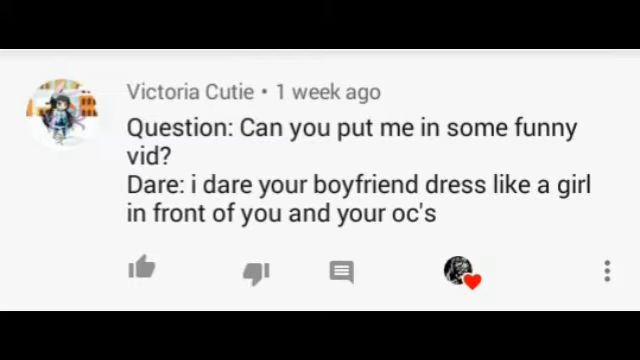 Victoria Cutie • 1 week ago
Question: Can you put me in some funny
vid?
Dare: i dare your boyfriend dress like a girl
in front of you and your oc's